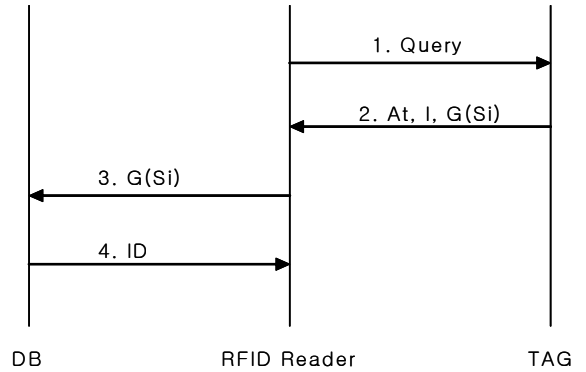 1. Query
2. At, I, G(Si)
3. G(Si)
4. ID
DB RFID Reader TAG